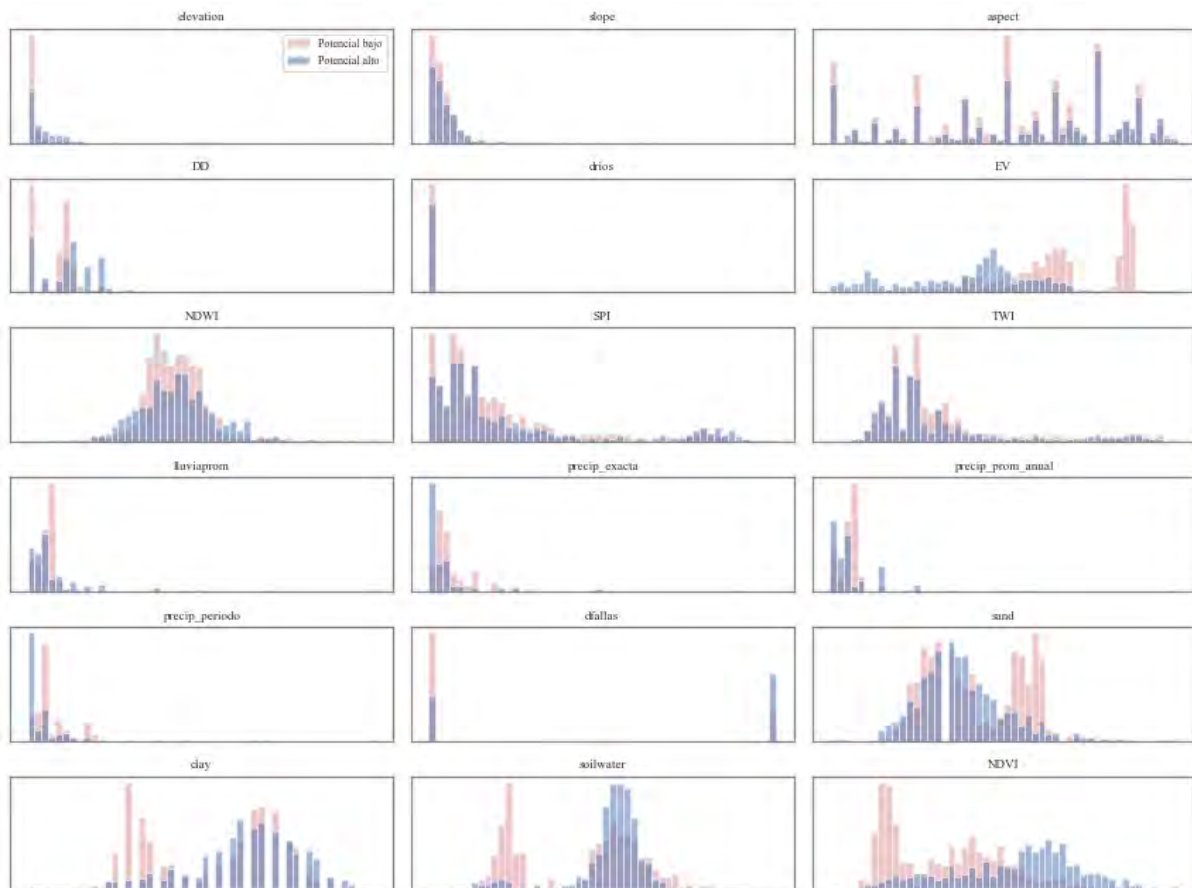 elevation
slope
aspect
Potencial bajo
Potencial alto
DD
drios
EV
NDWI
SPI
TWI
lluviaprom
precip_exacta
precip_prom_anual
precip_periodo
dfallas
sand
clay
soilwater
NDVI